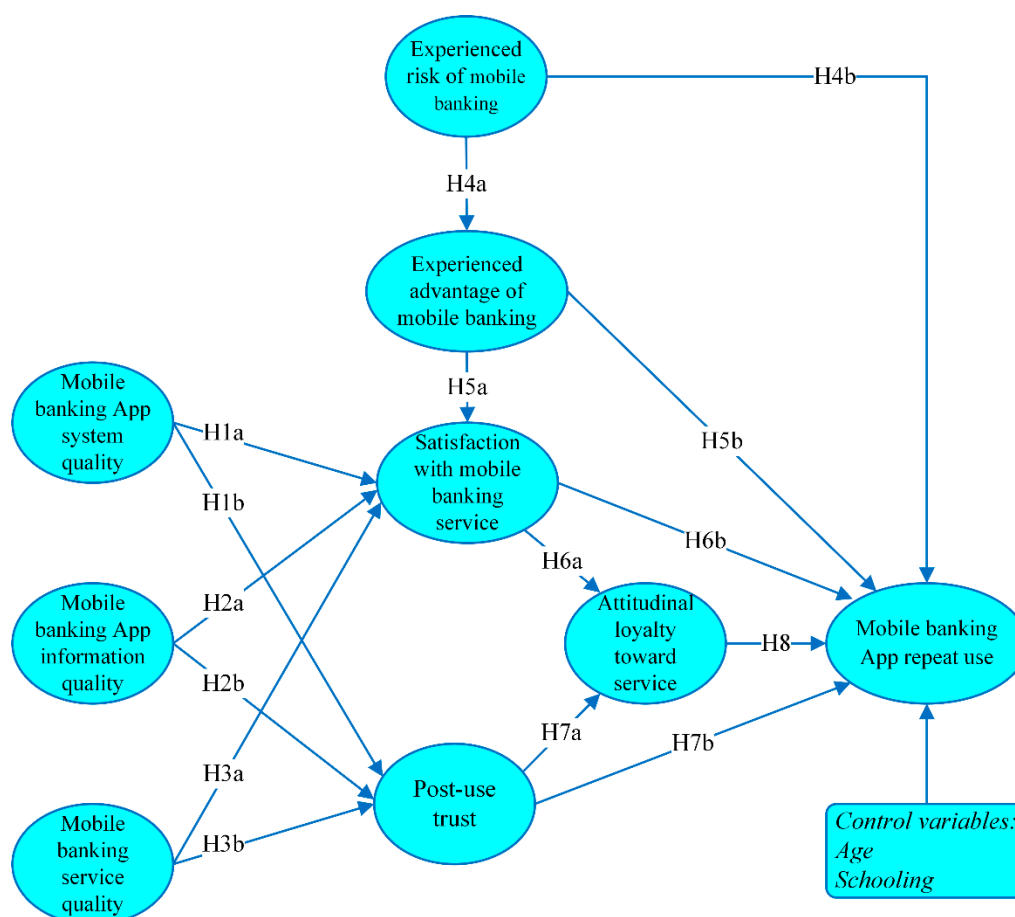 Experienced
risk of mobile
banking
H4b
H4a
Experienced
advantage of
mobile banking
H5a
H5b
Mobile
banking App
system
quality
H1a
H1b
Satisfaction
with mobile
banking
service
H6b
H6a
H2a
Mobile
banking App
information
quality
H2b
Attitudinal
loyalty
toward
service
H8
Mobile banking
App repeat use
H7a
H7b
H3a
Post-use
trust
H3b
Mobile
banking
service
quality
Control variables:
Age
Schooling